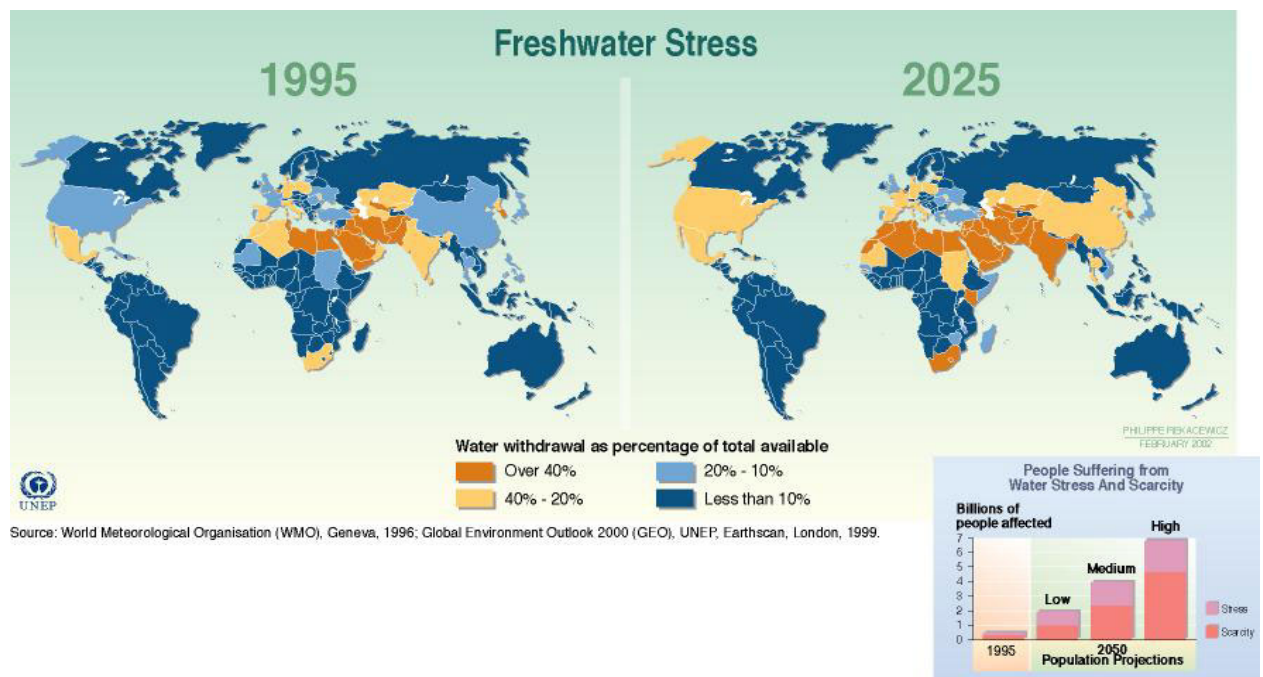 Freshwater Stress
1995
2025
Water withdrawal as percentage of total available
Over 40%
20% - 10%
40% - 20%
Less than 10%
PHILIPPE REKACEWICZ
FEBRUARY 2002
UNEP
Source: World Meteorological Organisation (WMO), Geneva, 1996; Global Environment Outlook 2000 (GEO), UNEP, Earthscan, London, 1999.
People Suffering from
Water Stress And Scarcity
Billions of
people affected
High
7
6
5
Medium
4
3
Low
2
1
0
Stress
Scarcity
1995
2050
Population Projections